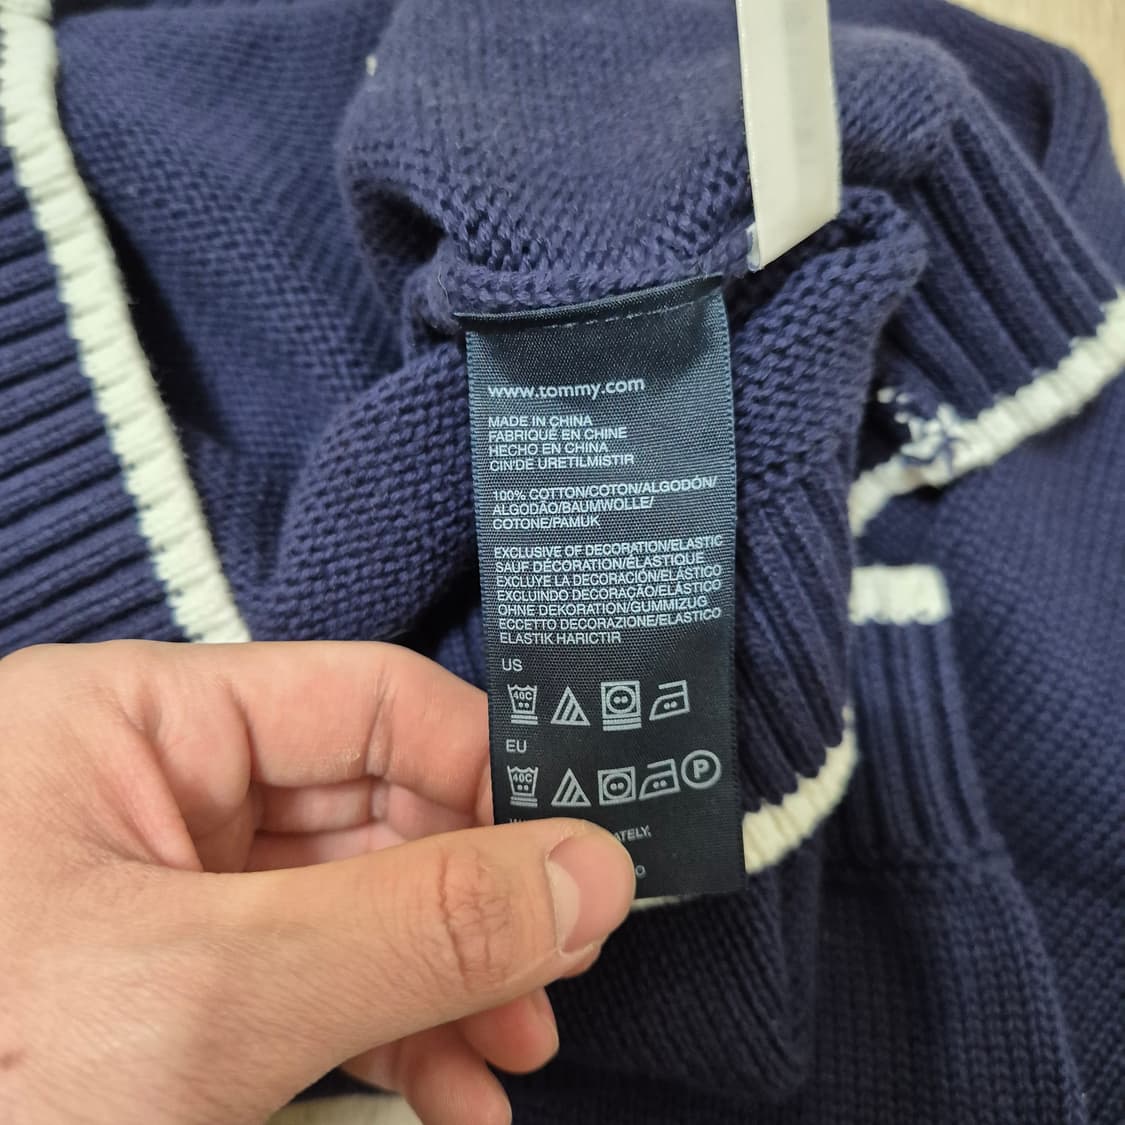 www.tommy.com
MADE IN CHINA
FABRIQUÉ EN CHINE
HECHO EN CHINA
CIN'DE URETILMISTIR
100% COTTON/COTON/ALGODÓN/
ALGODÃO/BAUMWOLLE/
COTONE/PAMUK
EXCLUSIVE OF DECORATION/ELASTIC
SAUF DÉCORATION/ÉLASTIQUE
EXCLUYE LA DECORACIÓN/ELÁSTICO
EXCLUINDO DECORAÇÃO/ELÁSTICO
OHNE DEKORATION/GUMMIZUG
ECCETTO DECORAZIONE/ELASTICO
ELASTIK HARICTIR
US
40C
EU
40C P